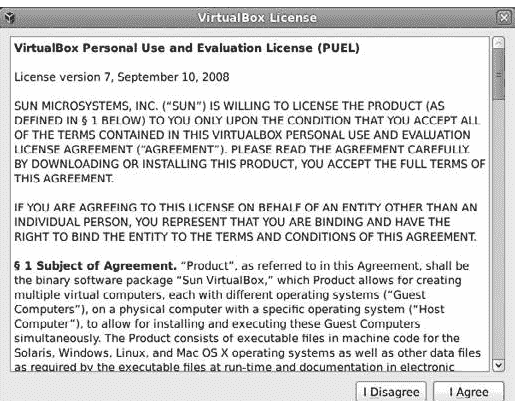 VirtualBox License
VirtualBox Personal Use and Evaluation License (PUEL)
License version 7, September 10, 2008
SUN MICROSYSTEMS, INC. (“SUN”) IS WILLING TO LICENSE THE PRODUCT (AS
DEFINED IN § 1 BELOW) TO YOU ONLY UPON THE CONDITION THAT YOU ACCEPT ALL
OF THE TERMS CONTAINED IN THIS VIRTUALBOX PERSONAL USE AND EVALUATION
LICENSE AGREEMENT (“AGREEMENT”). PLEASE READ THE AGREEMENT CAREFULLY.
BY DOWNLOADING OR INSTALLING THIS PRODUCT, YOU ACCEPT THE FULL TERMS OF
THIS AGREEMENT.
IF YOU ARE AGREEING TO THIS LICENSE ON BEHALF OF AN ENTITY OTHER THAN AN
INDIVIDUAL PERSON, YOU REPRESENT THAT YOU ARE BINDING AND HAVE THE
RIGHT TO BIND THE ENTITY TO THE TERMS AND CONDITIONS OF THIS AGREEMENT.
§ 1 Subject of Agreement. “Product”, as referred to in this Agreement, shall be
the binary software package “Sun VirtualBox,” which Product allows for creating
multiple virtual computers, each with different operating systems (“Guest
Computers”), on a physical computer with a specific operating system (“Host
Computer”), to allow for installing and executing these Guest Computers
simultaneously. The Product consists of executable files in machine code for the
Solaris, Windows, Linux, and Mac OS X operating systems as well as other data files
as required by the executable files at run-time and documentation in electronic
I Disagree
I Agree